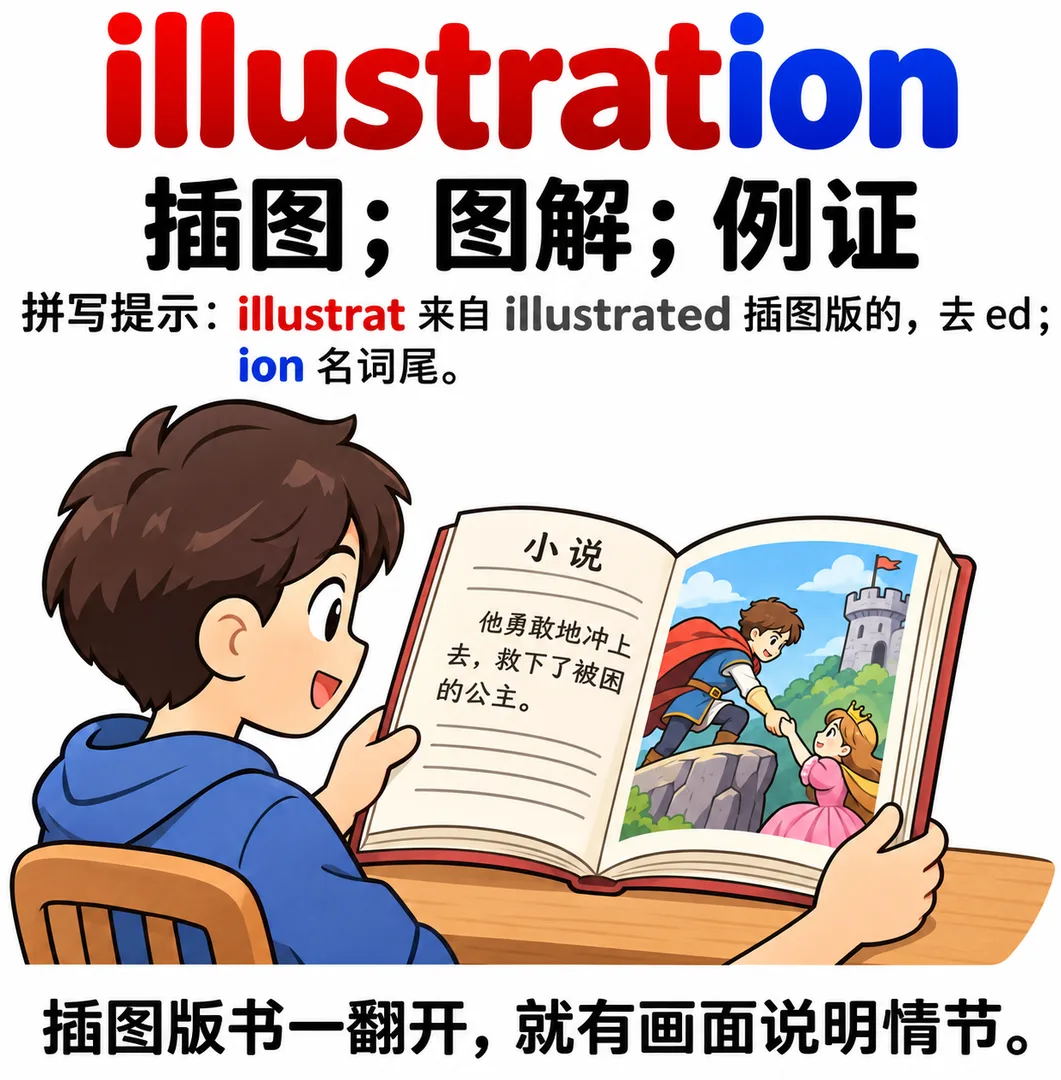 illustration
插图；图解；例证
拼写提示：illustrat 来自 illustrated 插图版的，去 ed；
ion 名词尾。
小说
他勇敢地冲上
去，救下了被困
的公主。
插图版书一翻开，就有画面说明情节。